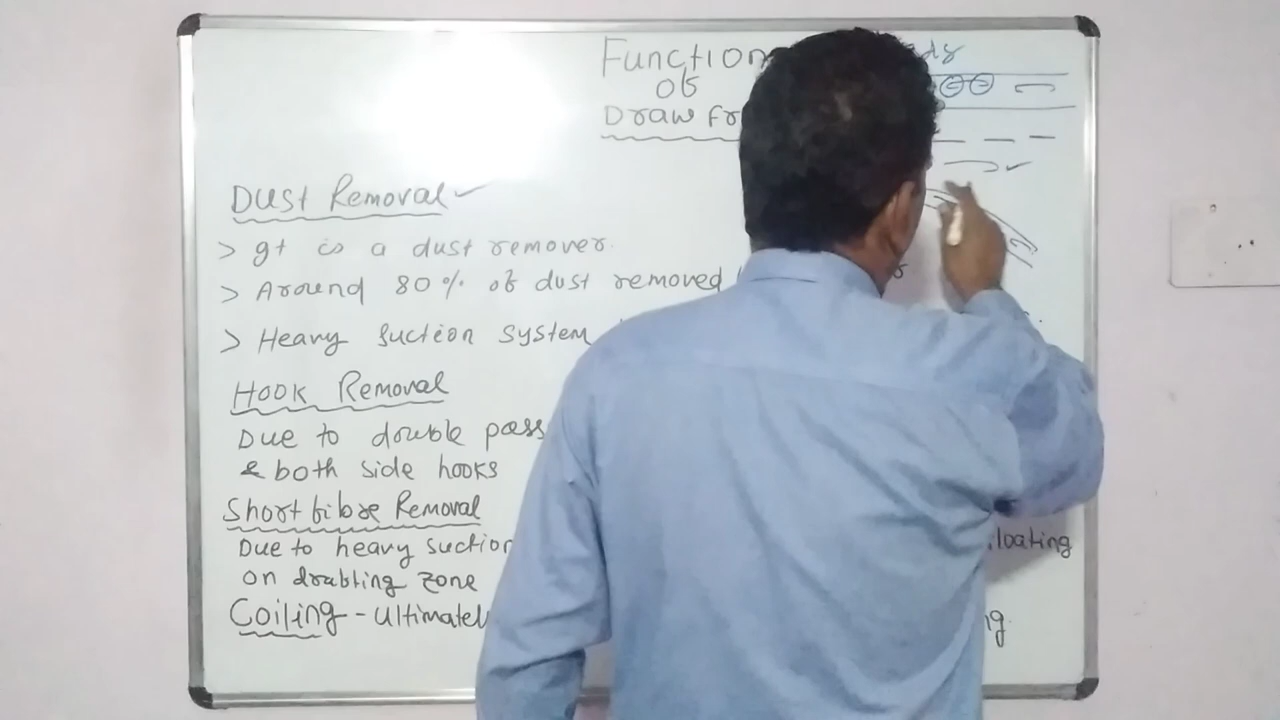 Function
of
Draw Fr
Dust Removal
> It is a dust remover.
> Around 80% of dust removed
> Heavy suction system
Hook Removal
Due to double pass
& both side hooks
Short fibre Removal
Due to heavy suction loating
on drafting zone
Coiling - Ultimatel g.